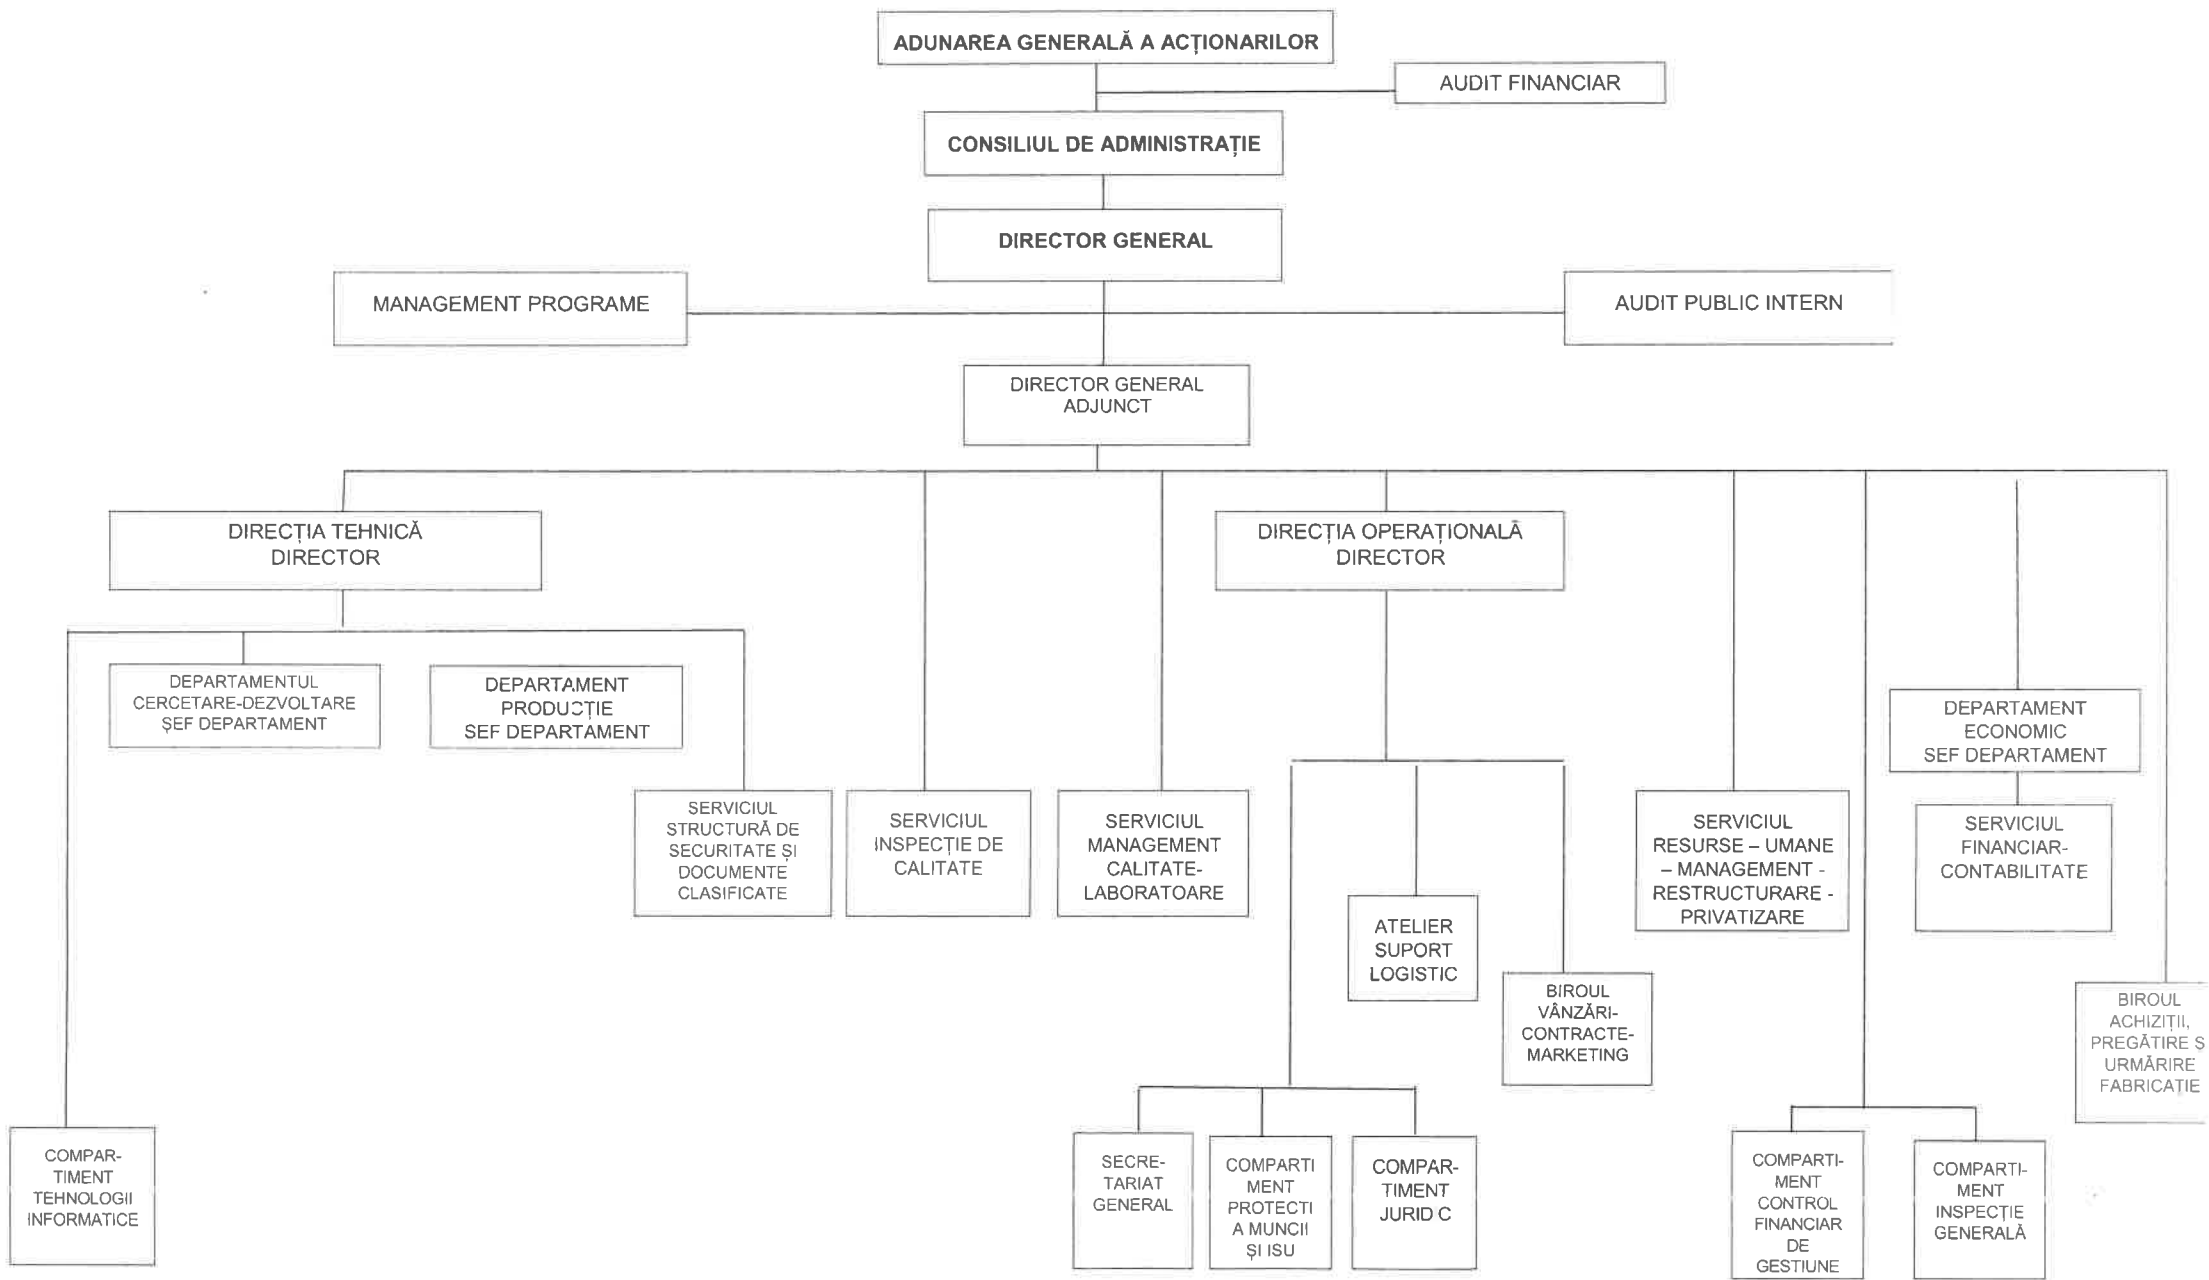 ADUNAREA GENERALĂ A ACȚIONARILOR
AUDIT FINANCIAR
CONSILIUL DE ADMINISTRAȚIE
DIRECTOR GENERAL
MANAGEMENT PROGRAME
AUDIT PUBLIC INTERN
DIRECTOR GENERAL
ADJUNCT
DIRECȚIA TEHNICĂ
DIRECTOR
DIRECȚIA OPERAȚIONALĂ
DIRECTOR
DEPARTAMENTUL
CERCETARE-DEZVOLTARE
ȘEF DEPARTAMENT
DEPARTAMENT
PRODUCȚIE
SEF DEPARTAMENT
DEPARTAMENT
ECONOMIC
SEF DEPARTAMENT
SERVICIUL
STRUCTURĂ DE
SECURITATE ȘI
DOCUMENTE
CLASIFICATE
SERVICIUL
INSPECȚIE DE
CALITATE
SERVICIUL
MANAGEMENT
CALITATE-
LABORATOARE
SERVICIUL
RESURSE – UMANE
– MANAGEMENT -
RESTRUCTURARE -
PRIVATIZARE
SERVICIUL
FINANCIAR-
CONTABILITATE
ATELIER
SUPORT
LOGISTIC
BIROUL
VÂNZĂRI-
CONTRACTE-
MARKETING
BIROUL
ACHIZIȚII,
PREGĂTIRE Ș
URMĂRIRE
FABRICAȚIE
COMPAR-
TIMENT
TEHNOLOGII
INFORMATICE
SECRE-
TARIAT
GENERAL
COMPARTI
MENT
PROTECTI
A MUNCII
ȘI ISU
COMPAR-
TIMENT
JURID C
COMPARTI-
MENT
CONTROL
FINANCIAR
DE
GESTIUNE
COMPARTI-
MENT
INSPECȚIE
GENERALĂ